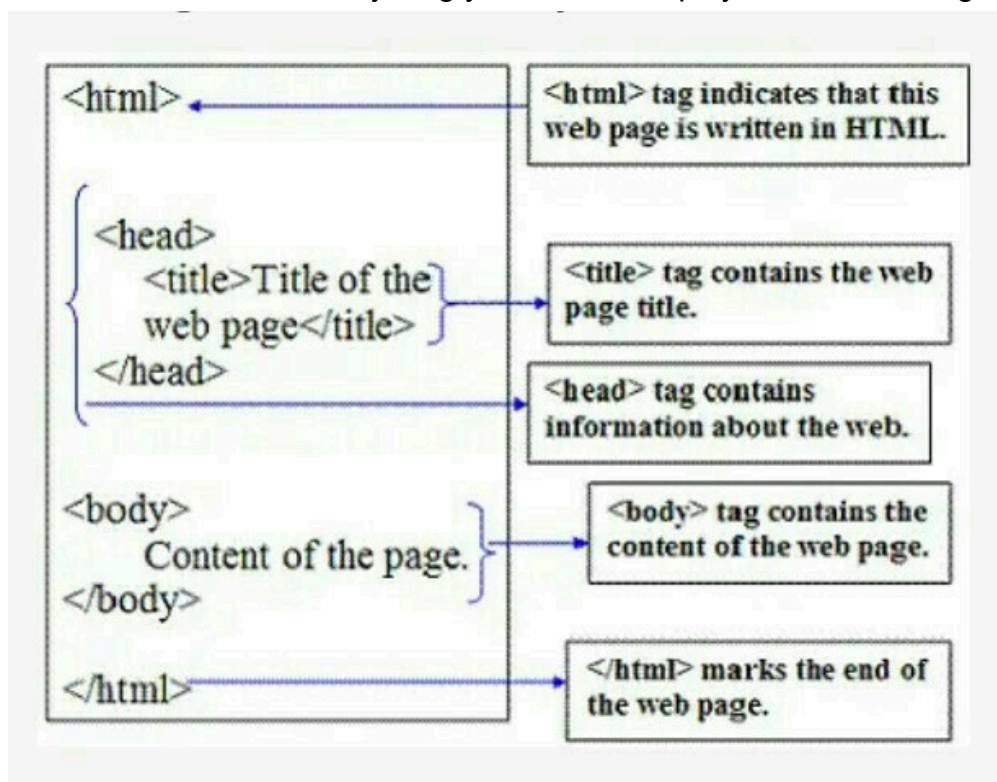 <html>
<html> tag indicates that this
web page is written in HTML.
<head>
<title>Title of the
web page</title>
</head>
<title> tag contains the web
page title.
<head> tag contains
information about the web.
<body>
Content of the page.
</body>
<body> tag contains the
content of the web page.
</html>
</html> marks the end of
the web page.